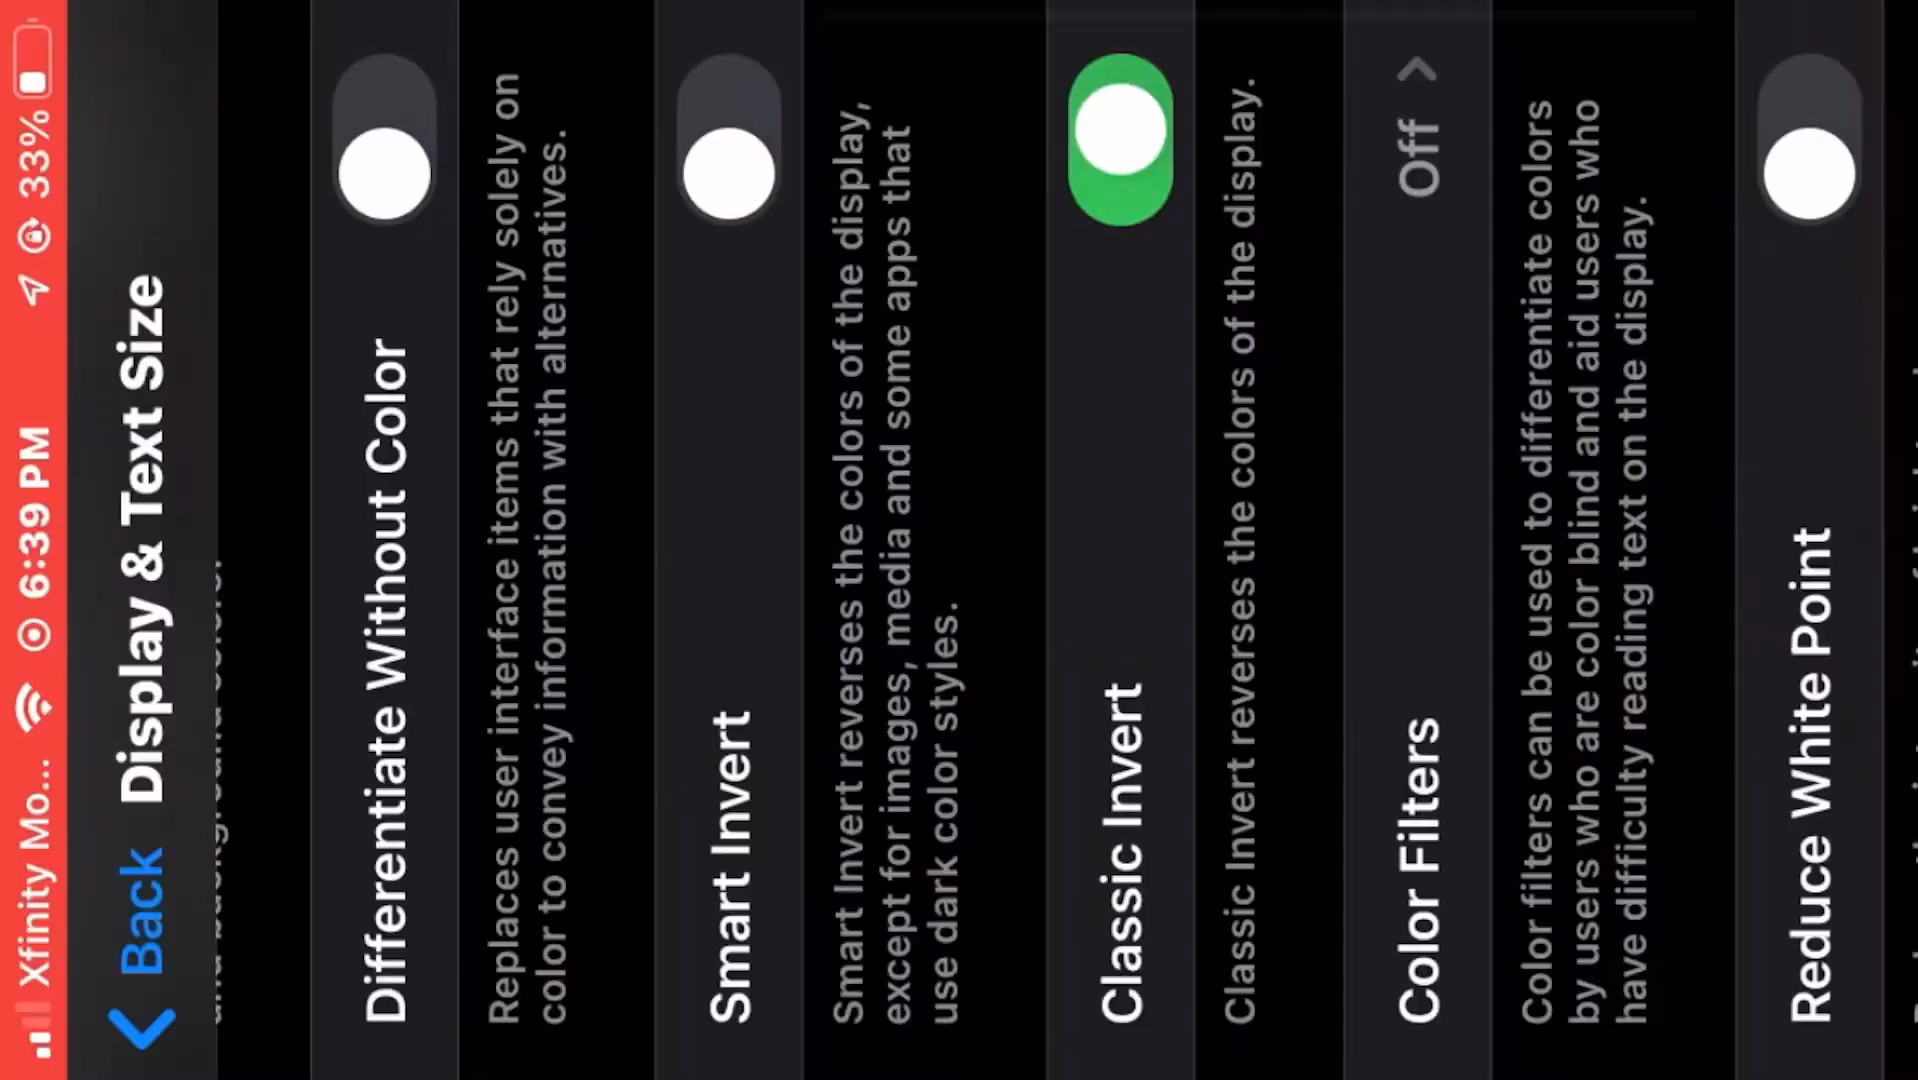 Xfinity Mo... 6:39 PM 33%
Back Display & Text Size
Differentiate Without Color
Replaces user interface items that rely solely on
color to convey information with alternatives.
Smart Invert
Smart Invert reverses the colors of the display,
except for images, media and some apps that
use dark color styles.
Classic Invert
Classic Invert reverses the colors of the display.
Color Filters Off
Color filters can be used to differentiate colors
by users who are color blind and aid users who
have difficulty reading text on the display.
Reduce White Point